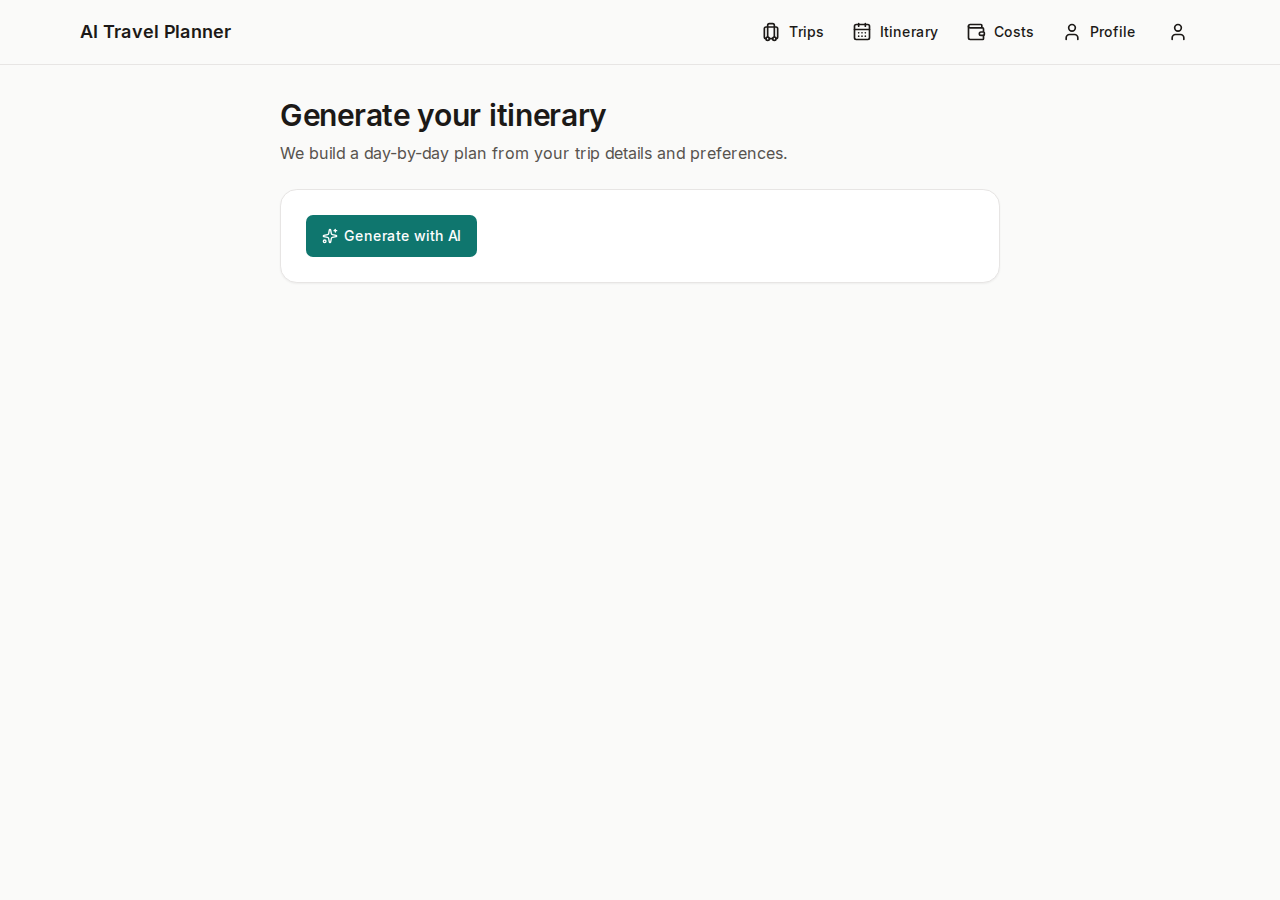 AI Travel Planner
Trips
Itinerary
Costs
Profile
Generate your itinerary
We build a day-by-day plan from your trip details and preferences.
Generate with AI